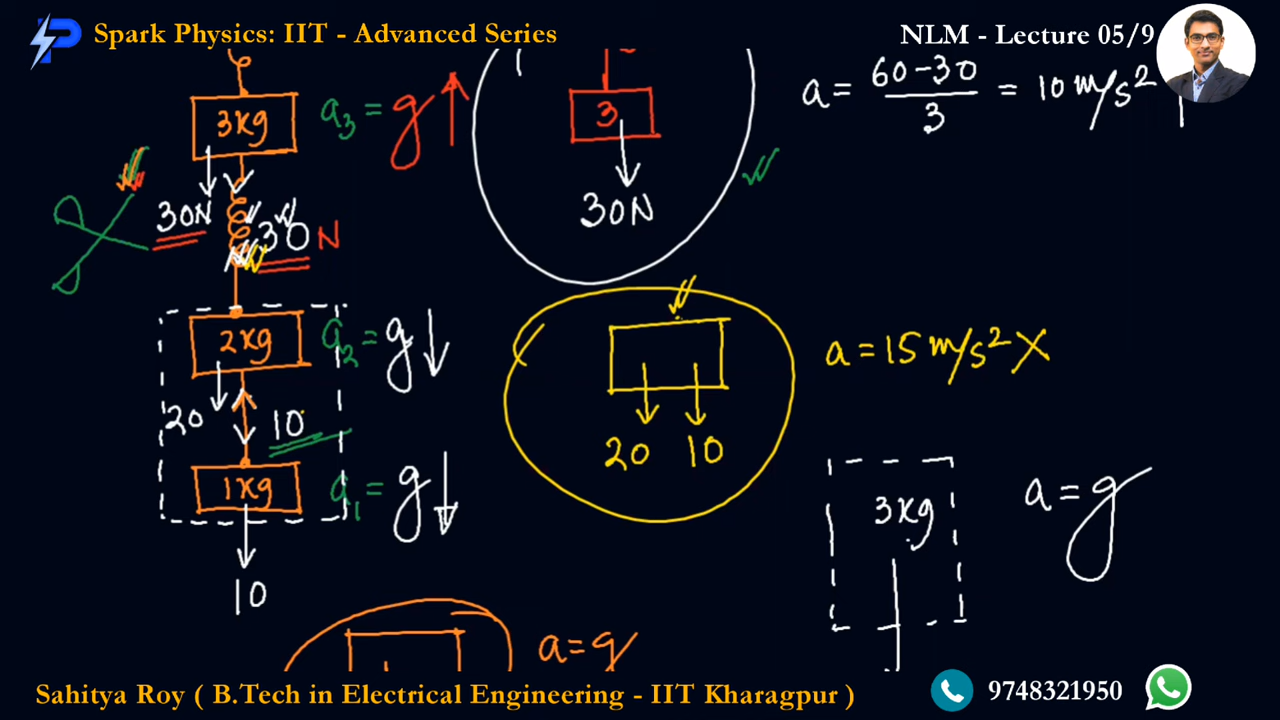 Spark Physics: IIT - Advanced Series
NLM - Lecture 05/9
3kg
a3 = g
3
30N
a = 60-30 / 3 = 10 m/s²
30N
30 N
2kg
a2 = g
20
10
1kg
a1 = g
10
20 10
a = 15 m/s² X
3kg
a = g
a = g
Sahitya Roy ( B.Tech in Electrical Engineering - IIT Kharagpur )
9748321950